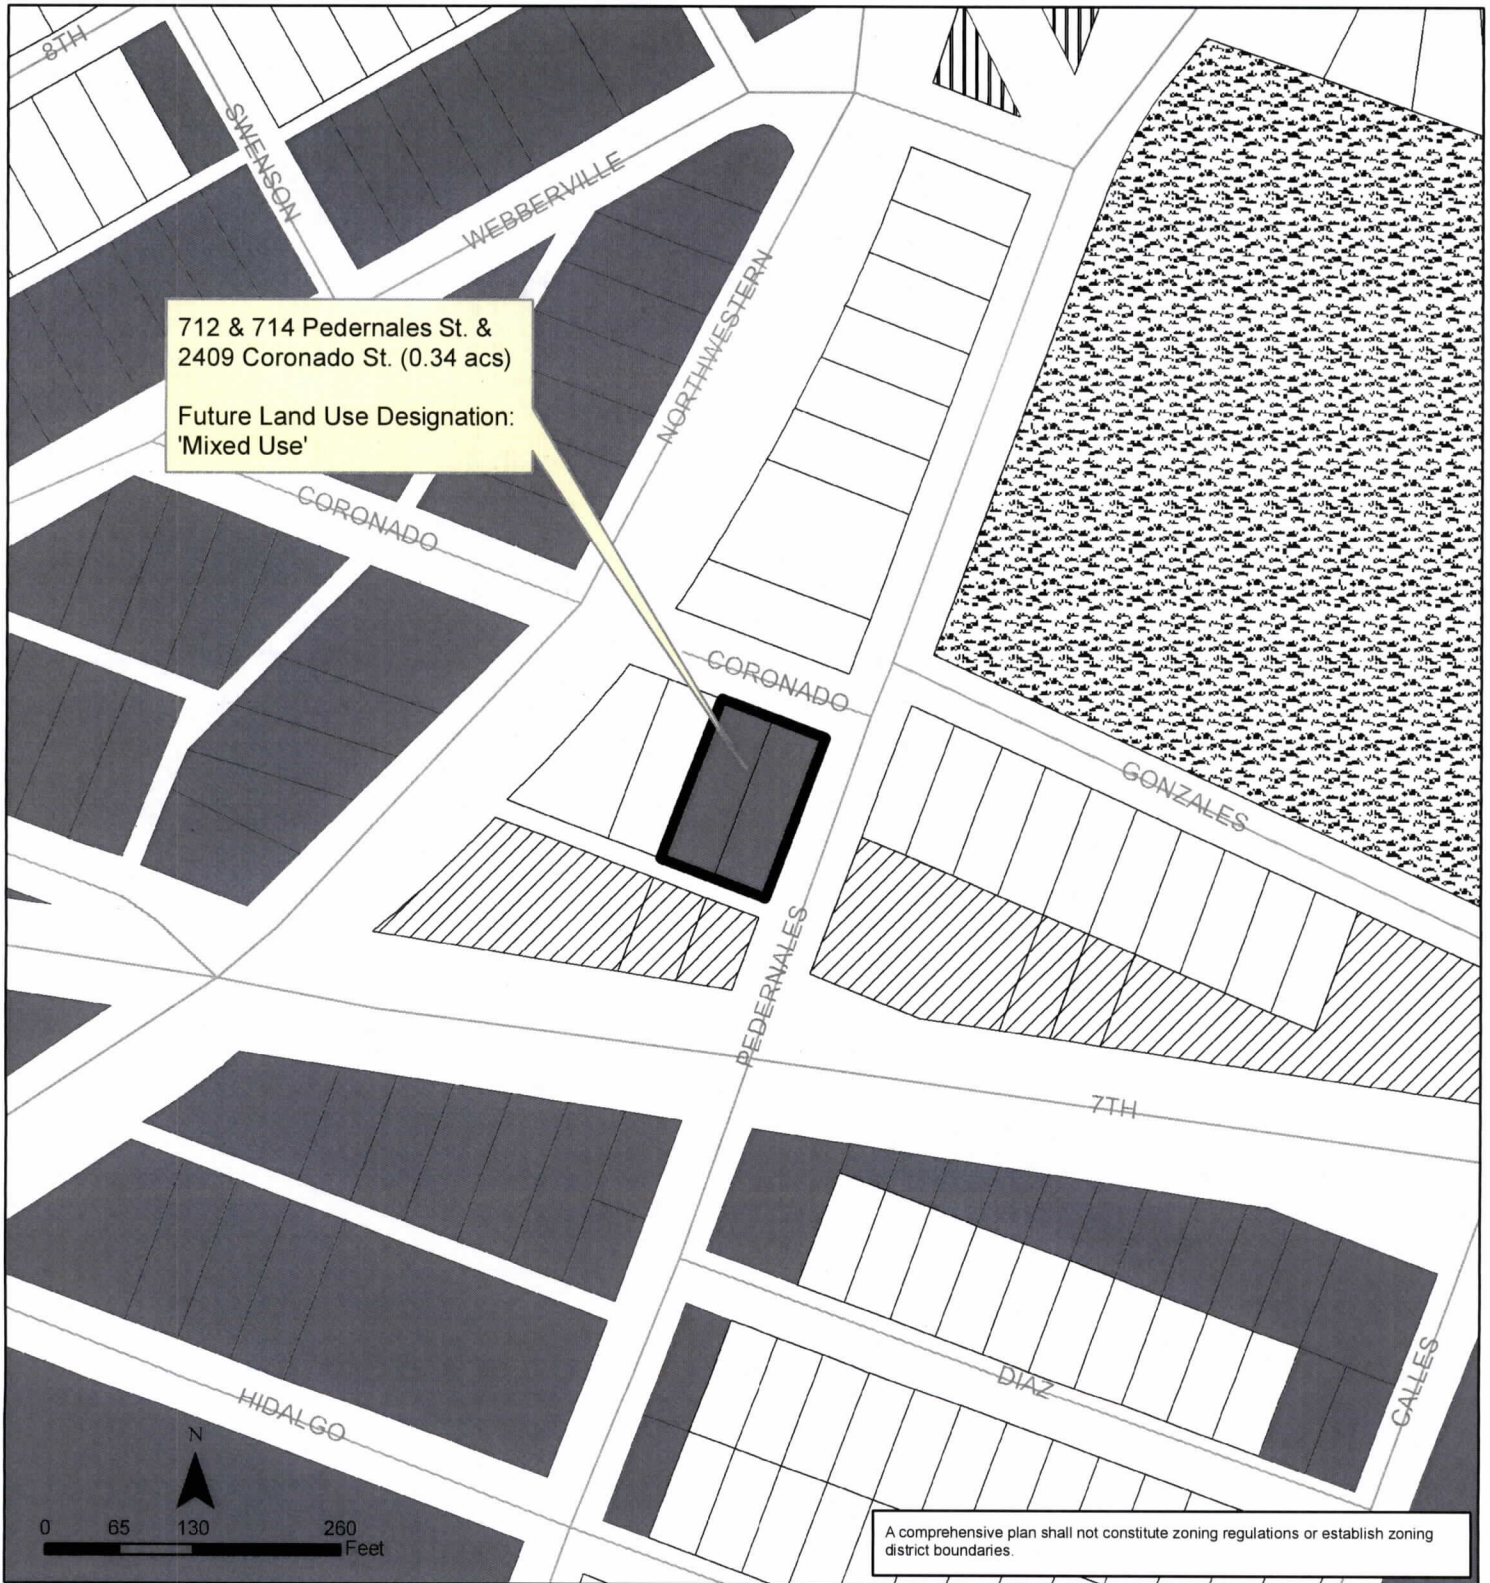 8TH
SWENSON
WEBBERVILLE
NORTHWESTERN
712 & 714 Pedernales St. &
2409 Coronado St. (0.34 acs)
Future Land Use Designation:
'Mixed Use'
CORONADO
CORONADO
GONZALES
PEDERNALES
7TH
DIAZ
CALLES
HIDALGO
N
0 65 130 260
Feet
A comprehensive plan shall not constitute zoning regulations or establish zoning
district boundaries.